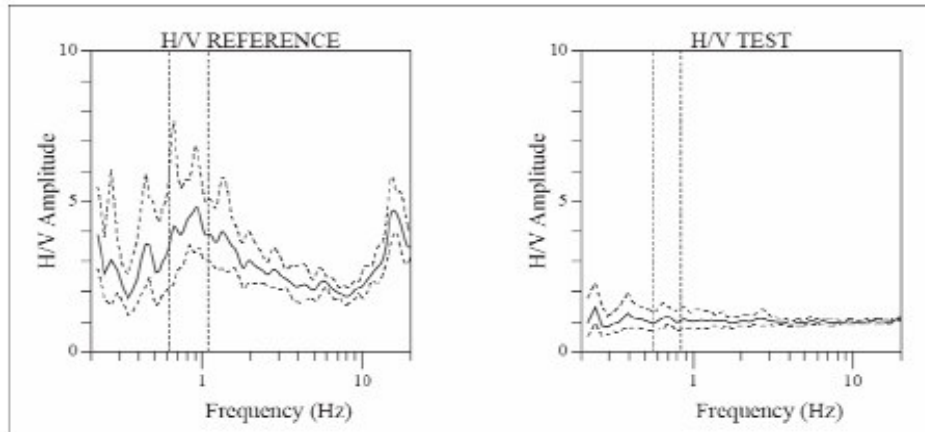 H/V REFERENCE
10
5
0
H/V Amplitude
1
10
Frequency (Hz)
H/V TEST
10
5
0
H/V Amplitude
1
10
Frequency (Hz)